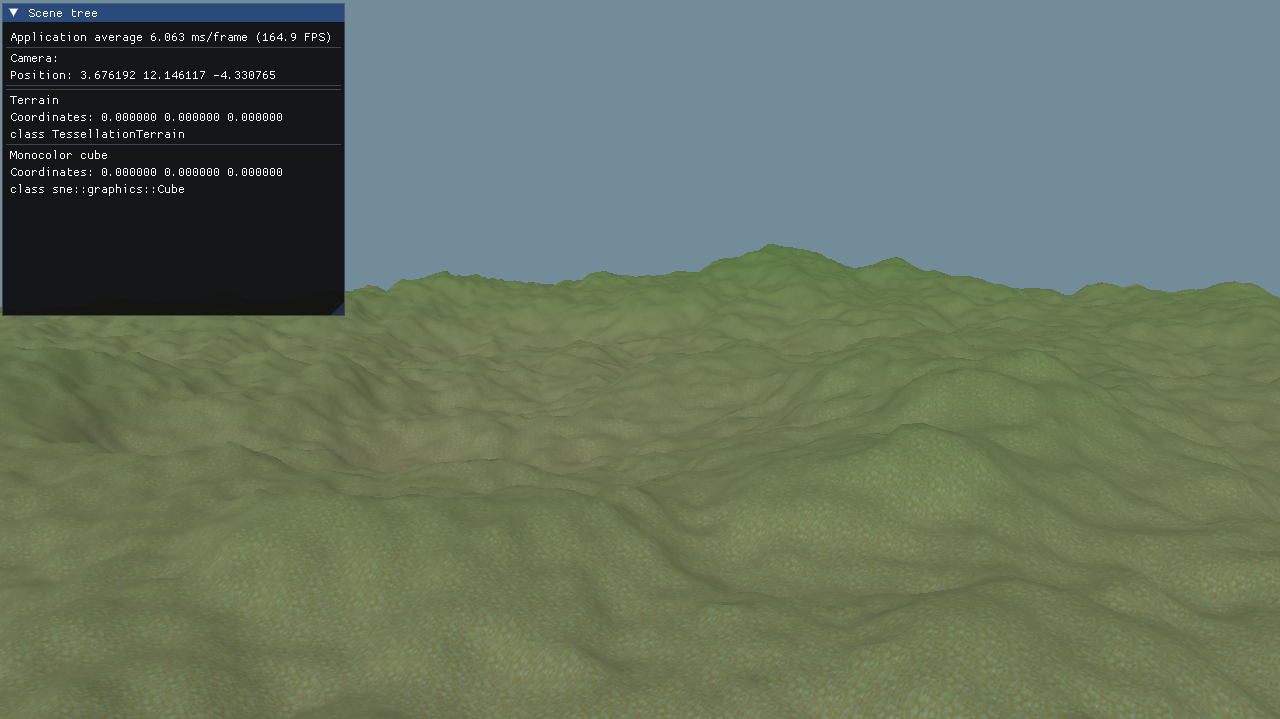 Scene tree
Application average 6.063 ms/frame (164.9 FPS)
Camera:
Position: 3.676192 12.146117 -4.330765
Terrain
Coordinates: 0.000000 0.000000 0.000000
class TessellationTerrain
Monocolor cube
Coordinates: 0.000000 0.000000 0.000000
class sne::graphics::Cube